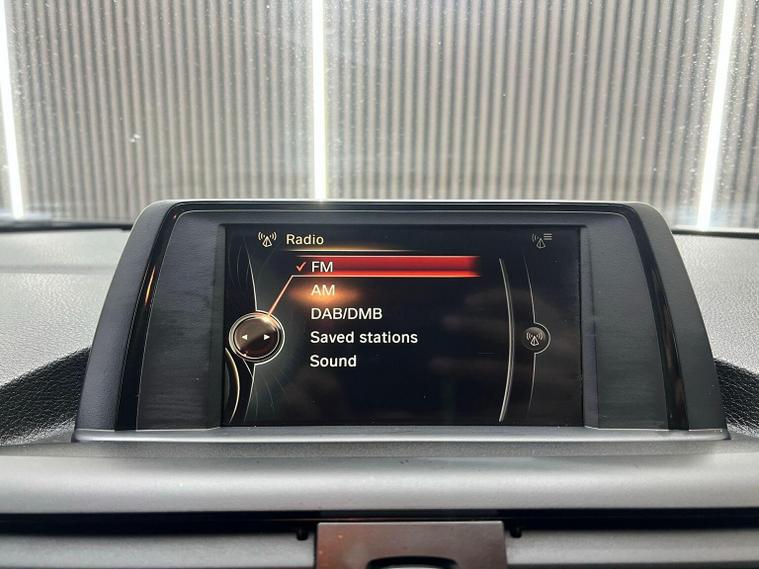 Radio
FM
AM
DAB/DMB
Saved stations
Sound